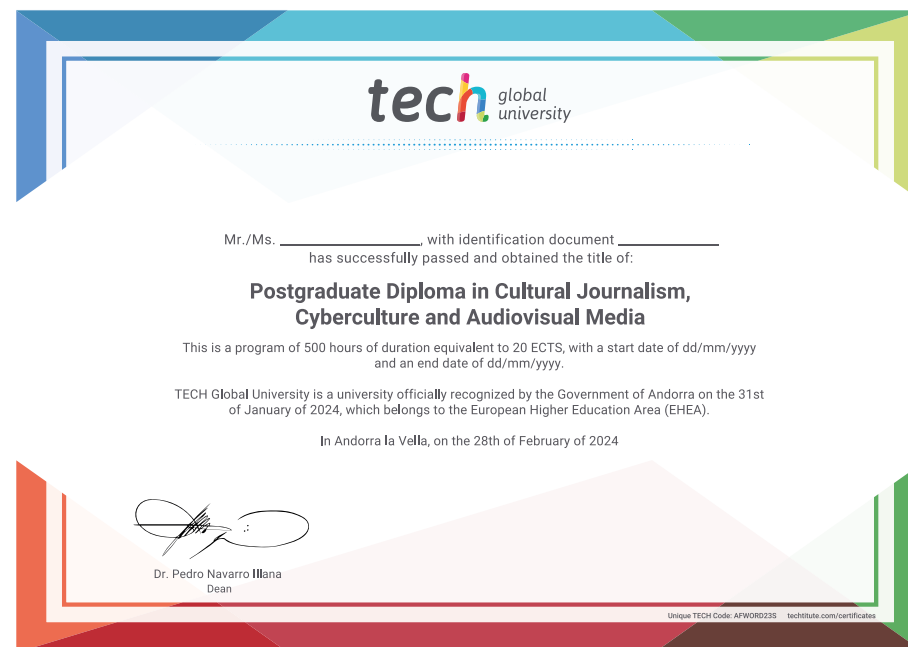 tech global
university
Mr./Ms. ____________________, with identification document ______________
has successfully passed and obtained the title of:
Postgraduate Diploma in Cultural Journalism,
Cyberculture and Audiovisual Media
This is a program of 500 hours of duration equivalent to 20 ECTS, with a start date of dd/mm/yyyy
and an end date of dd/mm/yyyy.
TECH Global University is a university officially recognized by the Government of Andorra on the 31st
of January of 2024, which belongs to the European Higher Education Area (EHEA).
In Andorra la Vella, on the 28th of February of 2024
Dr. Pedro Navarro Illana
Dean
Unique TECH Code: AFWORD23S techtitute.com/certificates